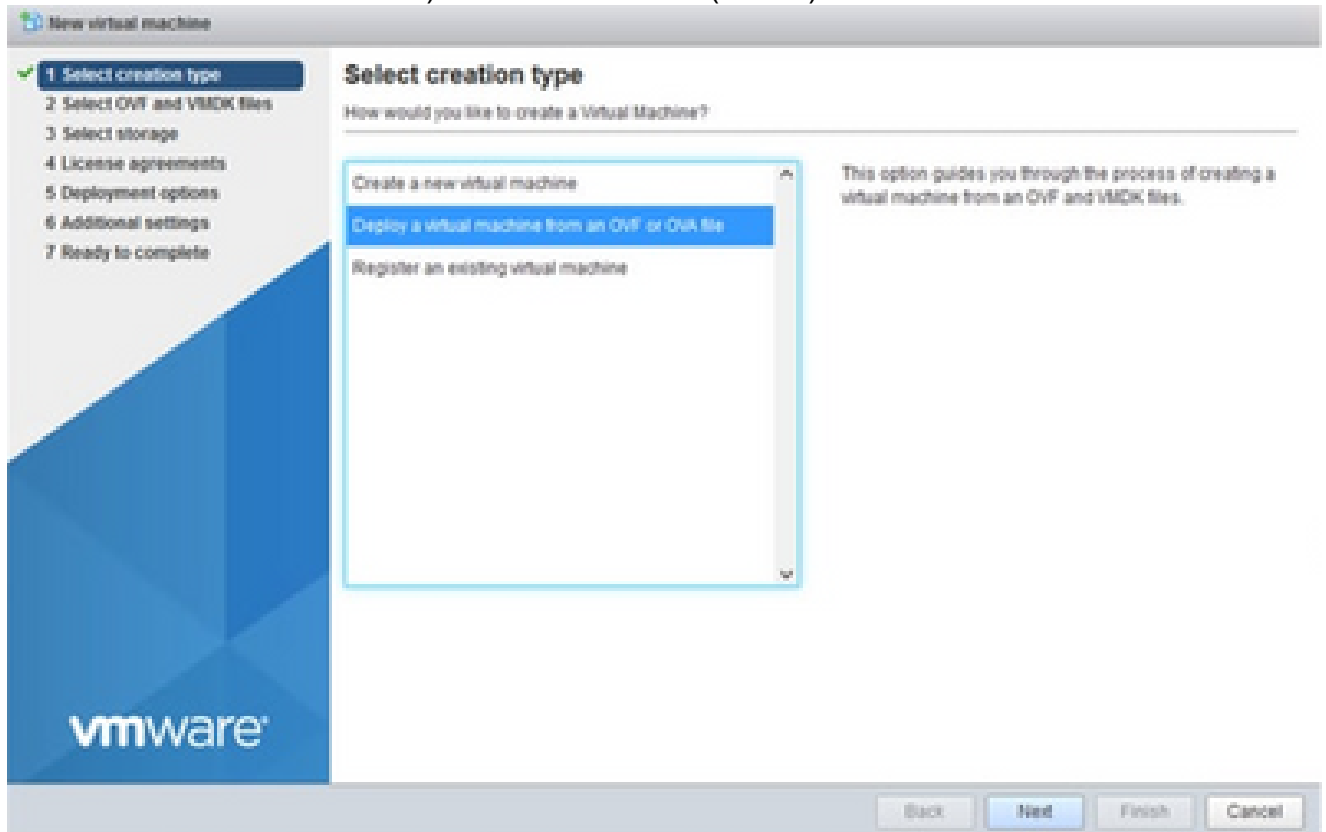 New virtual machine
1 Select creation type
2 Select OVF and VMDK files
3 Select storage
4 License agreements
5 Deployment options
6 Additional settings
7 Ready to complete
Select creation type
How would you like to create a Virtual Machine?
Create a new virtual machine
Deploy a virtual machine from an OVF or OVA file
Register an existing virtual machine
This option guides you through the process of creating a
virtual machine from an OVF and VMDK files.
vmware
Back
Next
Finish
Cancel